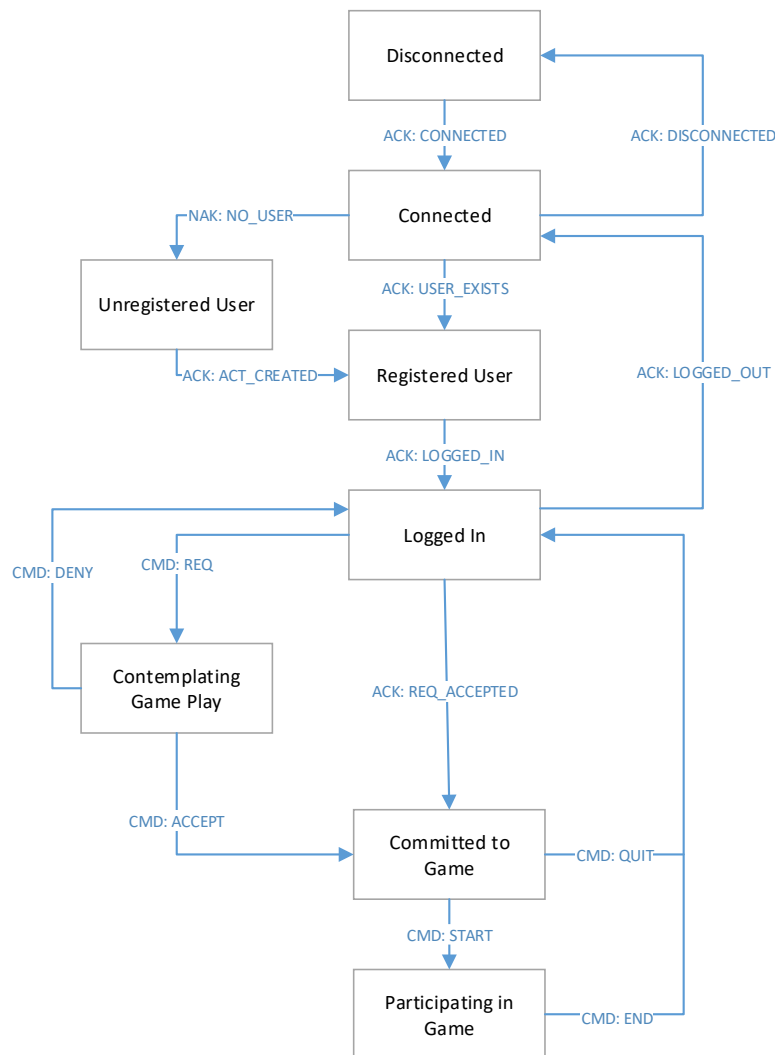 Disconnected
ACK: CONNECTED
ACK: DISCONNECTED
Connected
NAK: NO_USER
ACK: USER_EXISTS
Unregistered User
ACK: ACT_CREATED
Registered User
ACK: LOGGED_OUT
ACK: LOGGED_IN
Logged In
CMD: DENY
CMD: REQ
Contemplating
Game Play
ACK: REQ_ACCEPTED
CMD: ACCEPT
Committed to
Game
CMD: QUIT
CMD: START
Participating in
Game
CMD: END